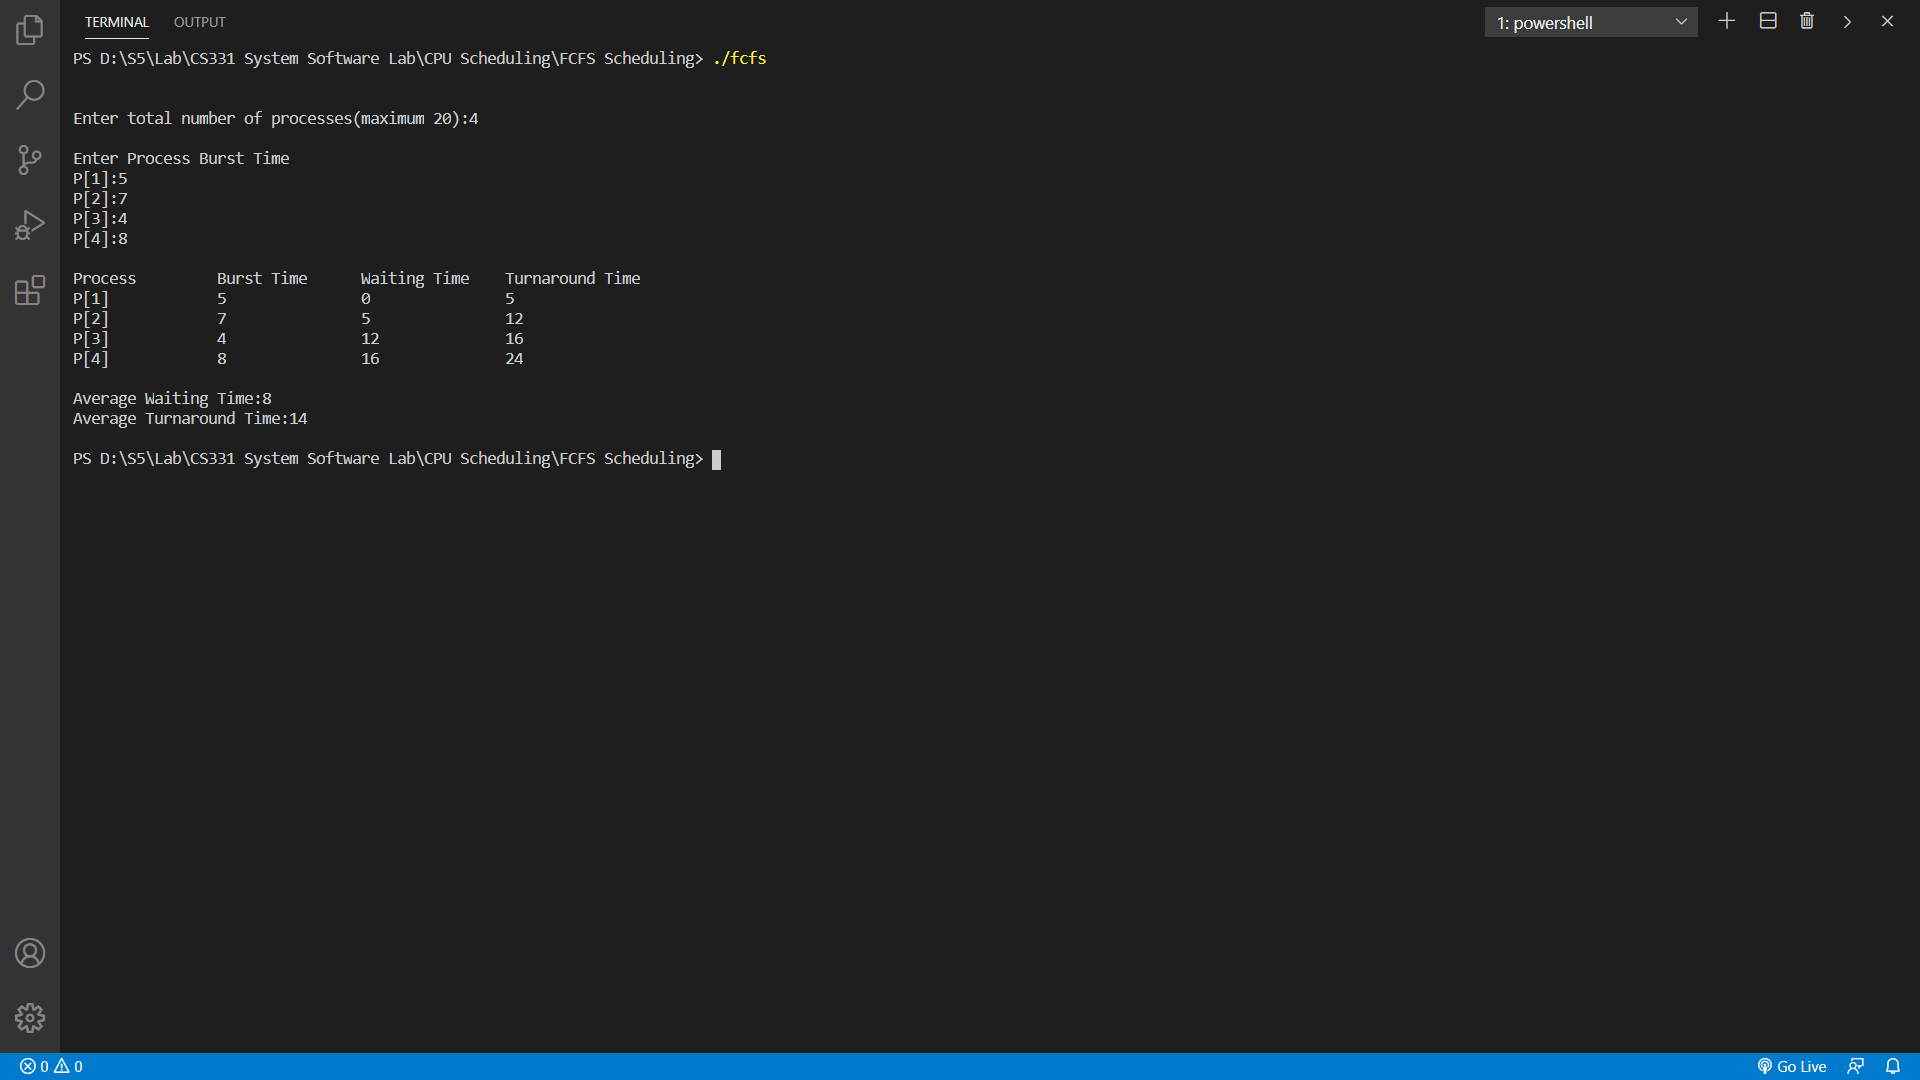 TERMINAL OUTPUT 1: powershell
PS D:\S5\Lab\CS331 System Software Lab\CPU Scheduling\FCFS Scheduling> ./fcfs
Enter total number of processes(maximum 20):4
Enter Process Burst Time
P[1]:5
P[2]:7
P[3]:4
P[4]:8
Process Burst Time Waiting Time Turnaround Time
P[1] 5 0 5
P[2] 7 5 12
P[3] 4 12 16
P[4] 8 16 24
Average Waiting Time:8
Average Turnaround Time:14
PS D:\S5\Lab\CS331 System Software Lab\CPU Scheduling\FCFS Scheduling>
0 0 Go Live